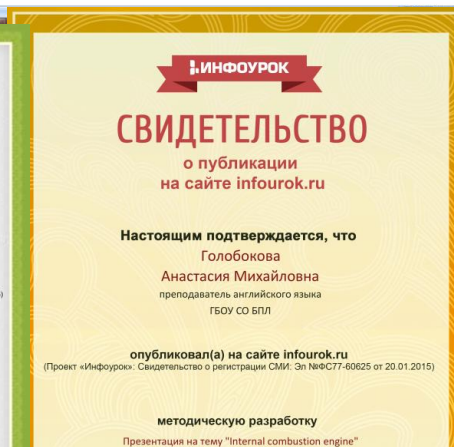 ИНФОУРОК
СВИДЕТЕЛЬСТВО
о публикации
на сайте infourok.ru
Настоящим подтверждается, что
Голобокова
Анастасия Михайловна
преподаватель английского языка
ГБОУ СО БПЛ
опубликовал(а) на сайте infourok.ru
(Проект «Инфоурок»: Свидетельство о регистрации СМИ: Эл №ФС77-60625 от 20.01.2015)
методическую разработку
Презентация на тему "Internal combustion engine"